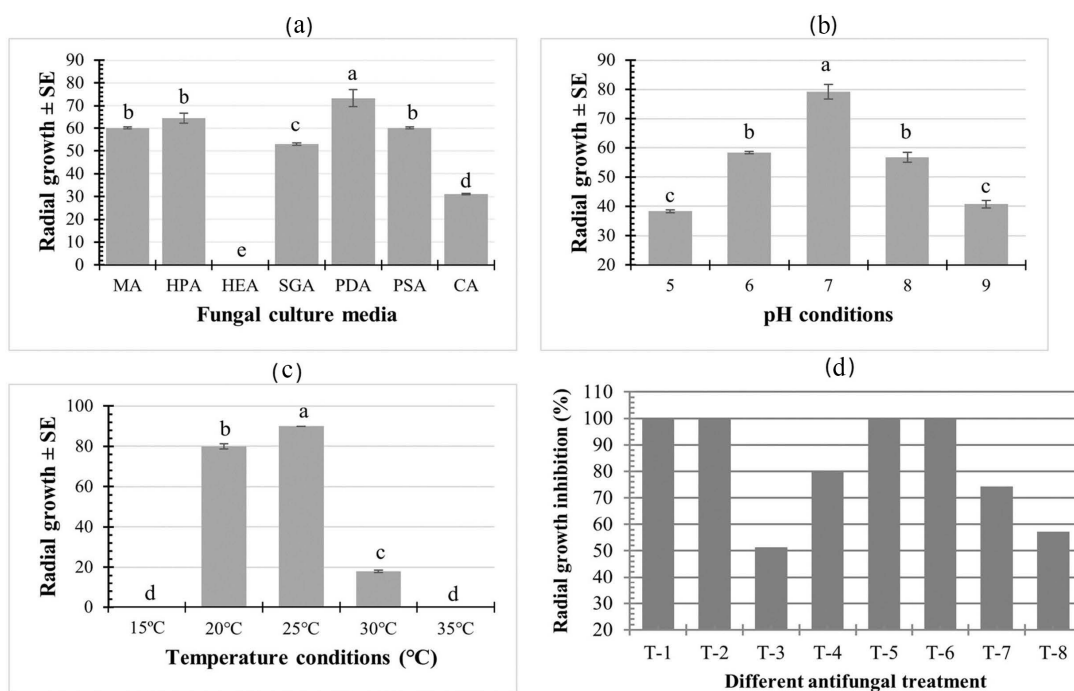 (a)
Radial growth ± SE
90
80
70
60
50
40
30
20
10
0
b
b
e
c
a
b
d
MA HPA HEA SGA PDA PSA CA
Fungal culture media
(b)
Radial growth ± SE
90
80
70
60
50
40
30
20
c
b
a
b
c
5 6 7 8 9
pH conditions
(c)
Radial growth ± SE
100
80
60
40
20
0
d
b
a
c
d
15°C 20°C 25°C 30°C 35°C
Temperature conditions (°C)
(d)
Radial growth inhibition (%)
110
100
90
80
70
60
50
40
30
20
T-1 T-2 T-3 T-4 T-5 T-6 T-7 T-8
Different antifungal treatment